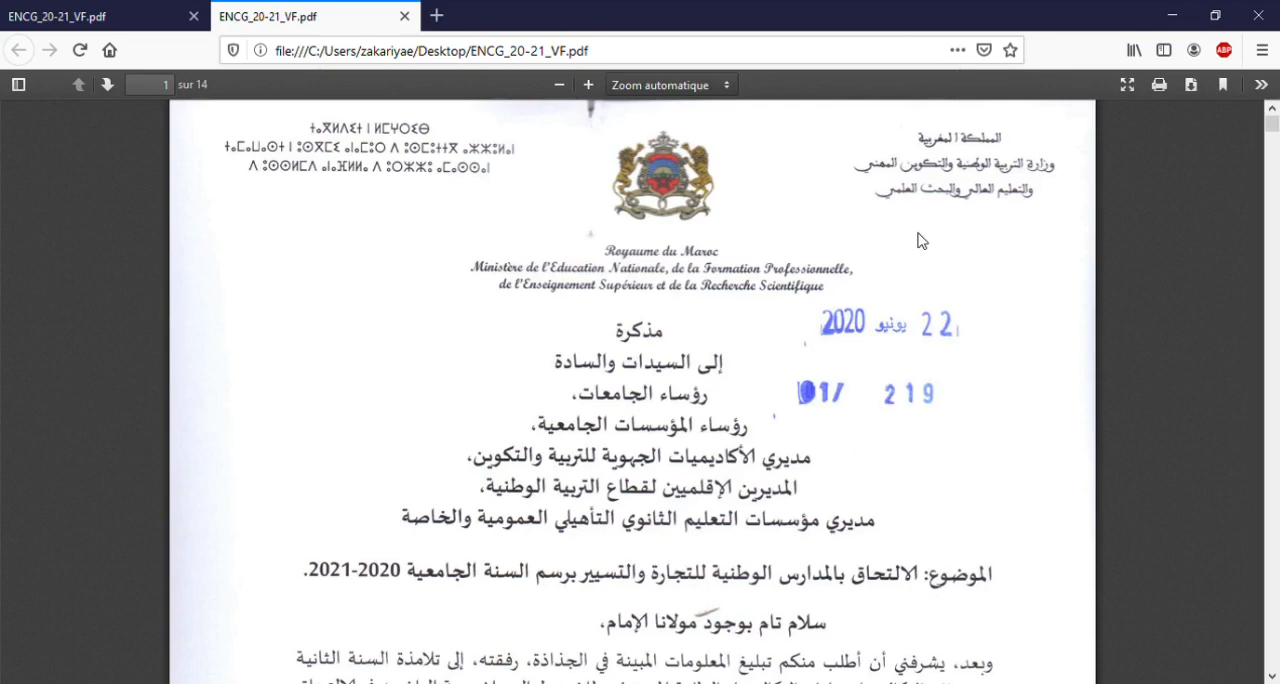 ENCG_20-21_VF.pdf
ENCG_20-21_VF.pdf
file:///C:/Users/zakariyae/Desktop/ENCG_20-21_VF.pdf
ABP
1 sur 14
Zoom automatique
ⵜⴰⴳⵍⴷⵉⵜ ⵏ ⵍⵎⵖⵔⵉⴱ
المملكة المغربية
وزارة التربية الوطنية والتكوين المهني
والتعليم العالي والبحث العلمي
Royaume du Maroc
Ministère de l'Education Nationale, de la Formation Professionnelle,
de l'Enseignement Supérieur et de la Recherche Scientifique
22 يونيو 2020
مذكرة
إلى السيدات والسادة
01/ 219
رؤساء الجامعات،
رؤساء المؤسسات الجامعية،
مديري الأكاديميات الجهوية للتربية والتكوين،
المديرين الإقلميين لقطاع التربية الوطنية،
مديري مؤسسات التعليم الثانوي التأهيلي العمومية والخاصة
الموضوع: الالتحاق بالمدارس الوطنية للتجارة والتسيير برسم السنة الجامعية 2020-2021.
سلام تام بوجود مولانا الإمام،
وبعد، يشرفني أن أطلب منكم تبليغ المعلومات المبينة في الجذاذة، رفقته، إلى تلامذة السنة الثانية